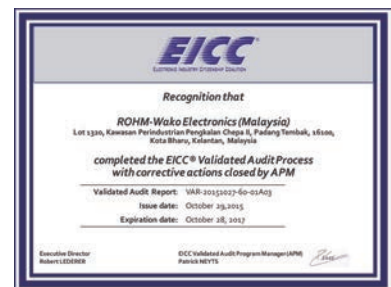 EICC®
ELECTRONIC INDUSTRY CITIZENSHIP COALITION
Recognition that
ROHM-Wako Electronics (Malaysia)
Lot 1320, Kawasan Perindustrian Pengkalan Chepa II, Padang Tembak, 16100,
Kota Bharu, Kelantan, Malaysia
completed the EICC® Validated Audit Process
with corrective actions closed by APM
Validated Audit Report: VAR-20151027-60-01A03
Issue date: October 29,2015
Expiration date: October 28, 2017
Executive Director
Robert LEDERER
EICC Validated Audit Program Manager (APM)
Patrick NEYTS